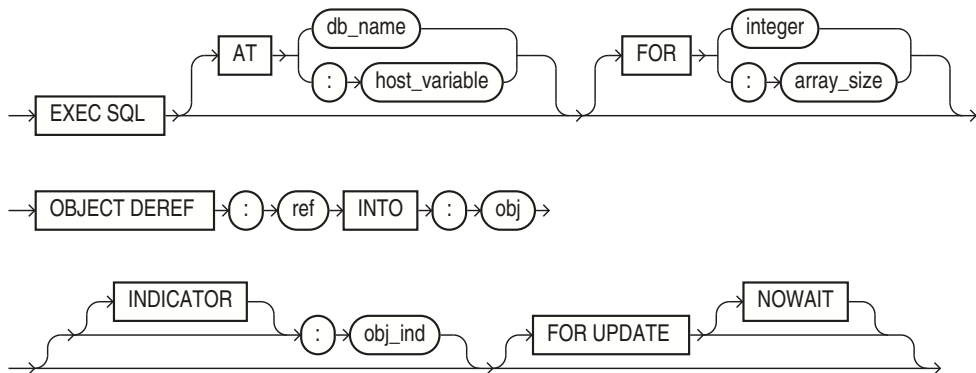 db_name
integer
AT
FOR
: host_variable
: array_size
EXEC SQL
OBJECT DEREF : ref INTO : obj
INDICATOR
NOWAIT
: obj_ind
FOR UPDATE